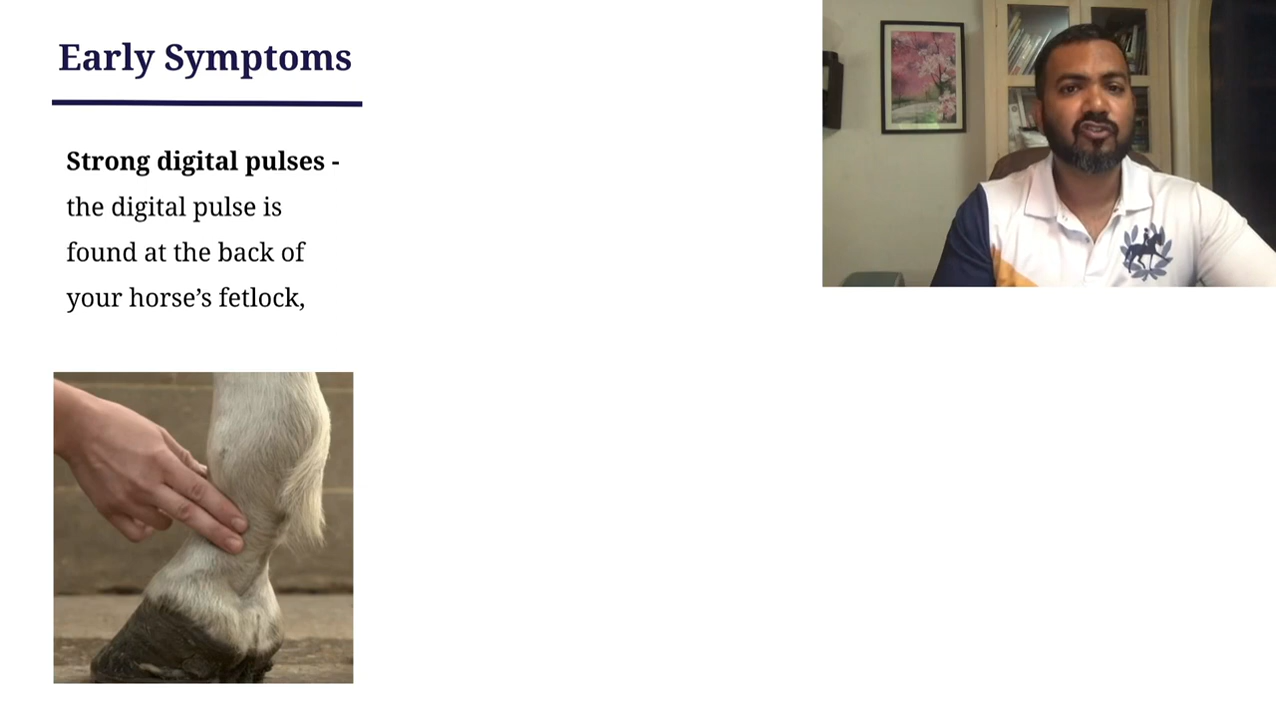 Early Symptoms
Strong digital pulses -
the digital pulse is
found at the back of
your horse’s fetlock,